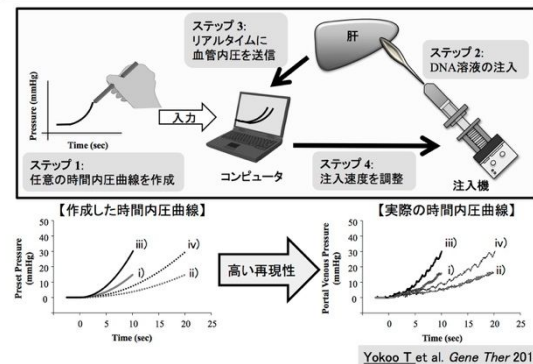 ステップ 3:
リアルタイムに
血管内圧を送信
肝
ステップ 2:
DNA溶液の注入
Pressure (mmHg)
Time (sec)
入力
ステップ 1:
任意の時間内圧曲線を作成
コンピュータ
ステップ 4:
注入速度を調整
注入機
【作成した時間内圧曲線】
Preset Pressure
(mmHg)
50
40
30
20
10
0
iii)
iv)
i)
ii)
0 5 10 15 20 25
Time (sec)
高い再現性
【実際の時間内圧曲線】
Portal Venous Pressure
(mmHg)
50
40
30
20
10
0
iii)
iv)
i)
ii)
0 5 10 15 20 25
Time (sec)
Yokoo T et al. Gene Ther 201